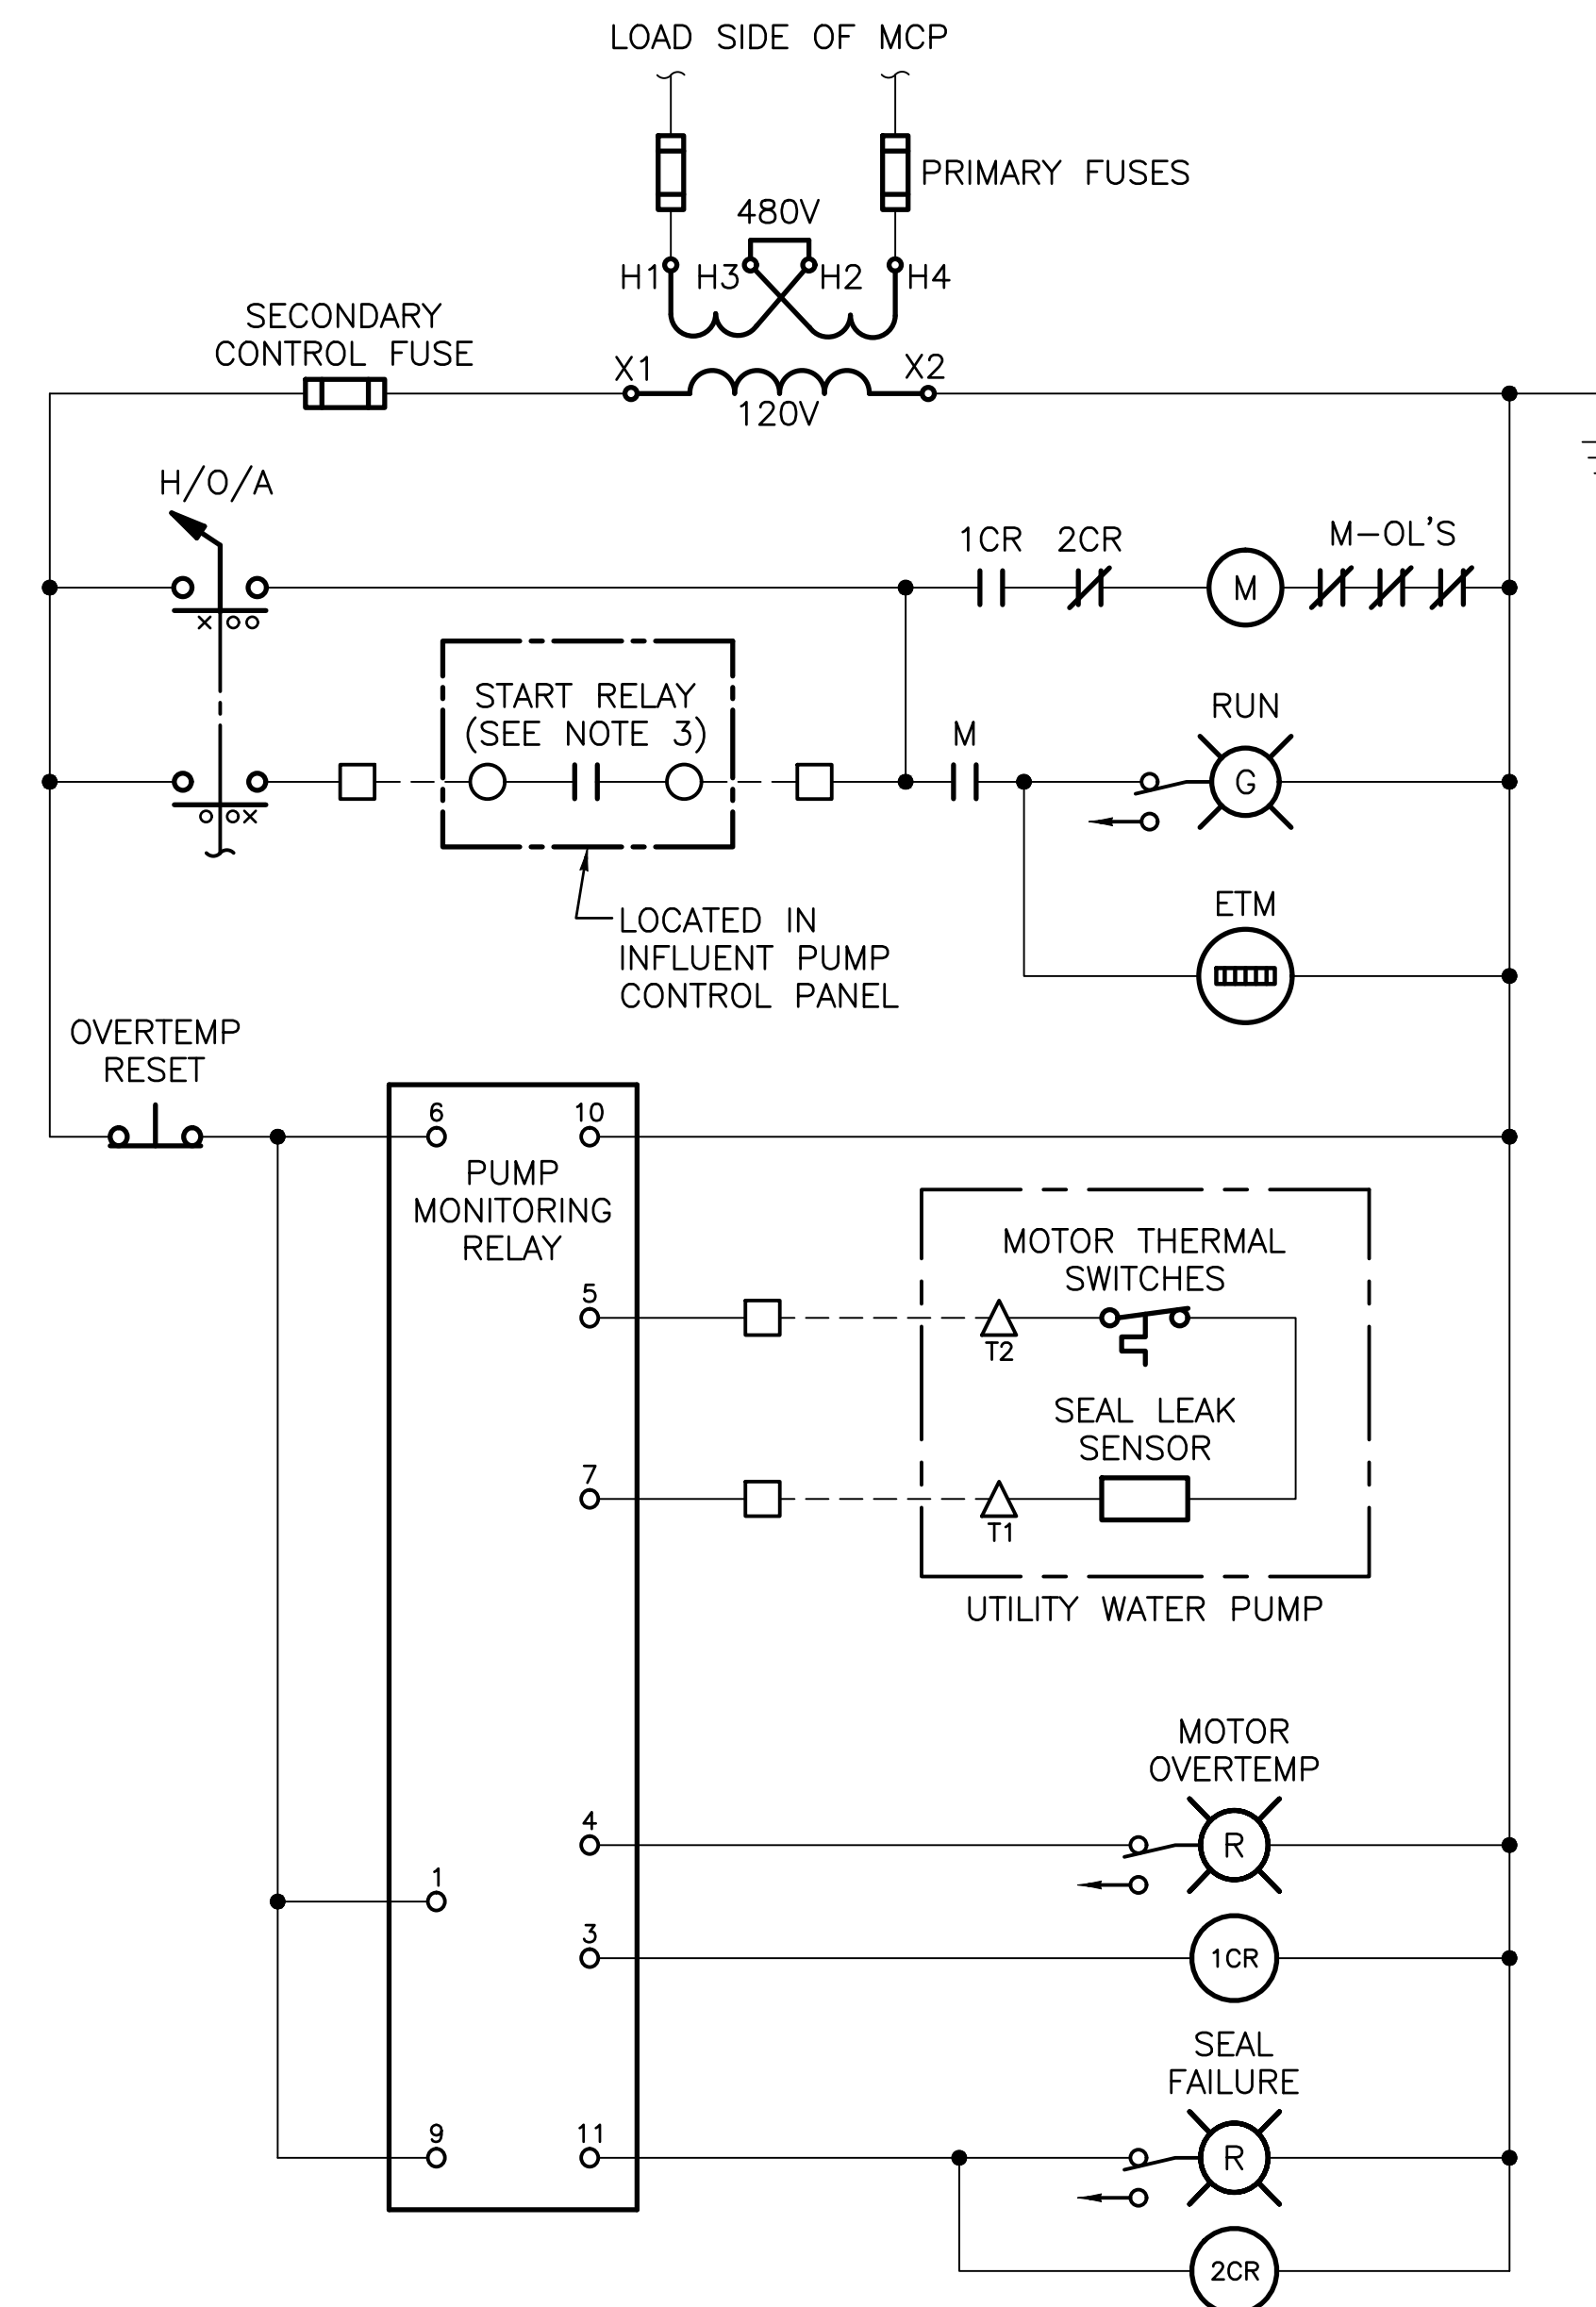 LOAD SIDE OF MCP
PRIMARY FUSES
480V
H1 H3 H2 H4
SECONDARY
CONTROL FUSE
X1 X2
120V
H/O/A
1CR 2CR M-OL'S
M
X O O
START RELAY
(SEE NOTE 3)
M
RUN
G
O O X
LOCATED IN
INFLUENT PUMP
CONTROL PANEL
ETM
OVERTEMP
RESET
6 10
PUMP
MONITORING
RELAY
MOTOR THERMAL
SWITCHES
5
T2
SEAL LEAK
SENSOR
7
T1
UTILITY WATER PUMP
MOTOR
OVERTEMP
4
R
1
3
1CR
SEAL
FAILURE
9 11
R
2CR